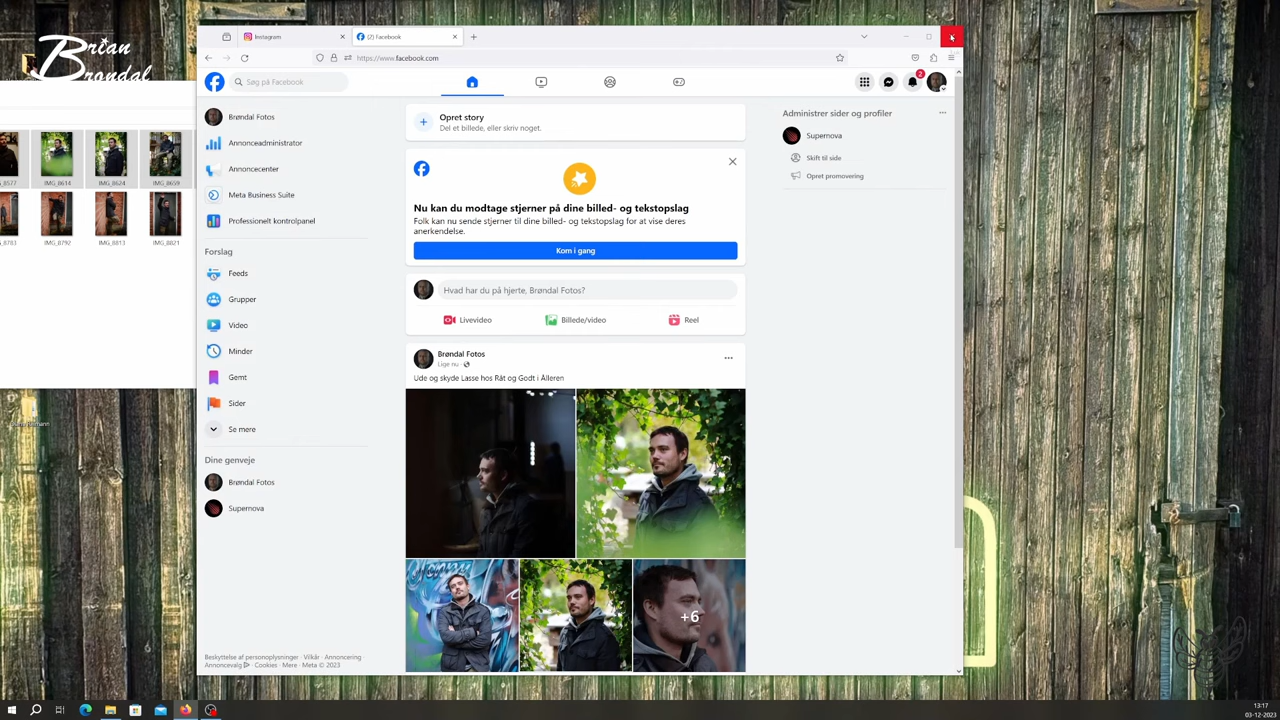 Brian
Brøndal
Instagram
(2) Facebook
https://www.facebook.com
Søg på Facebook
2
IMG_8577
IMG_8614
IMG_8624
IMG_8659
IMG_8783
IMG_8792
IMG_8813
IMG_8821
Brøndal Fotos
Annonceadministrator
Annoncecenter
Meta Business Suite
Professionelt kontrolpanel
Forslag
Feeds
Grupper
Video
Minder
Gemt
Sider
Se mere
Dine genveje
Brøndal Fotos
Supernova
Beskyttelse af personoplysninger · Vilkår · Annoncering
Annoncevalg · Cookies · Mere · Meta © 2023
Opret story
Del et billede, eller skriv noget.
Nu kan du modtage stjerner på dine billed- og tekstopslag
Folk kan nu sende stjerner til dine billed- og tekstopslag for at vise deres
anerkendelse.
Kom i gang
Hvad har du på hjerte, Brøndal Fotos?
Livevideo
Billede/video
Reel
Brøndal Fotos
Lige nu ·
Ude og skyde Lasse hos Råt og Godt i Ålleren
+6
Administrer sider og profiler
Supernova
Skift til side
Opret promovering
13:17
03-12-2023